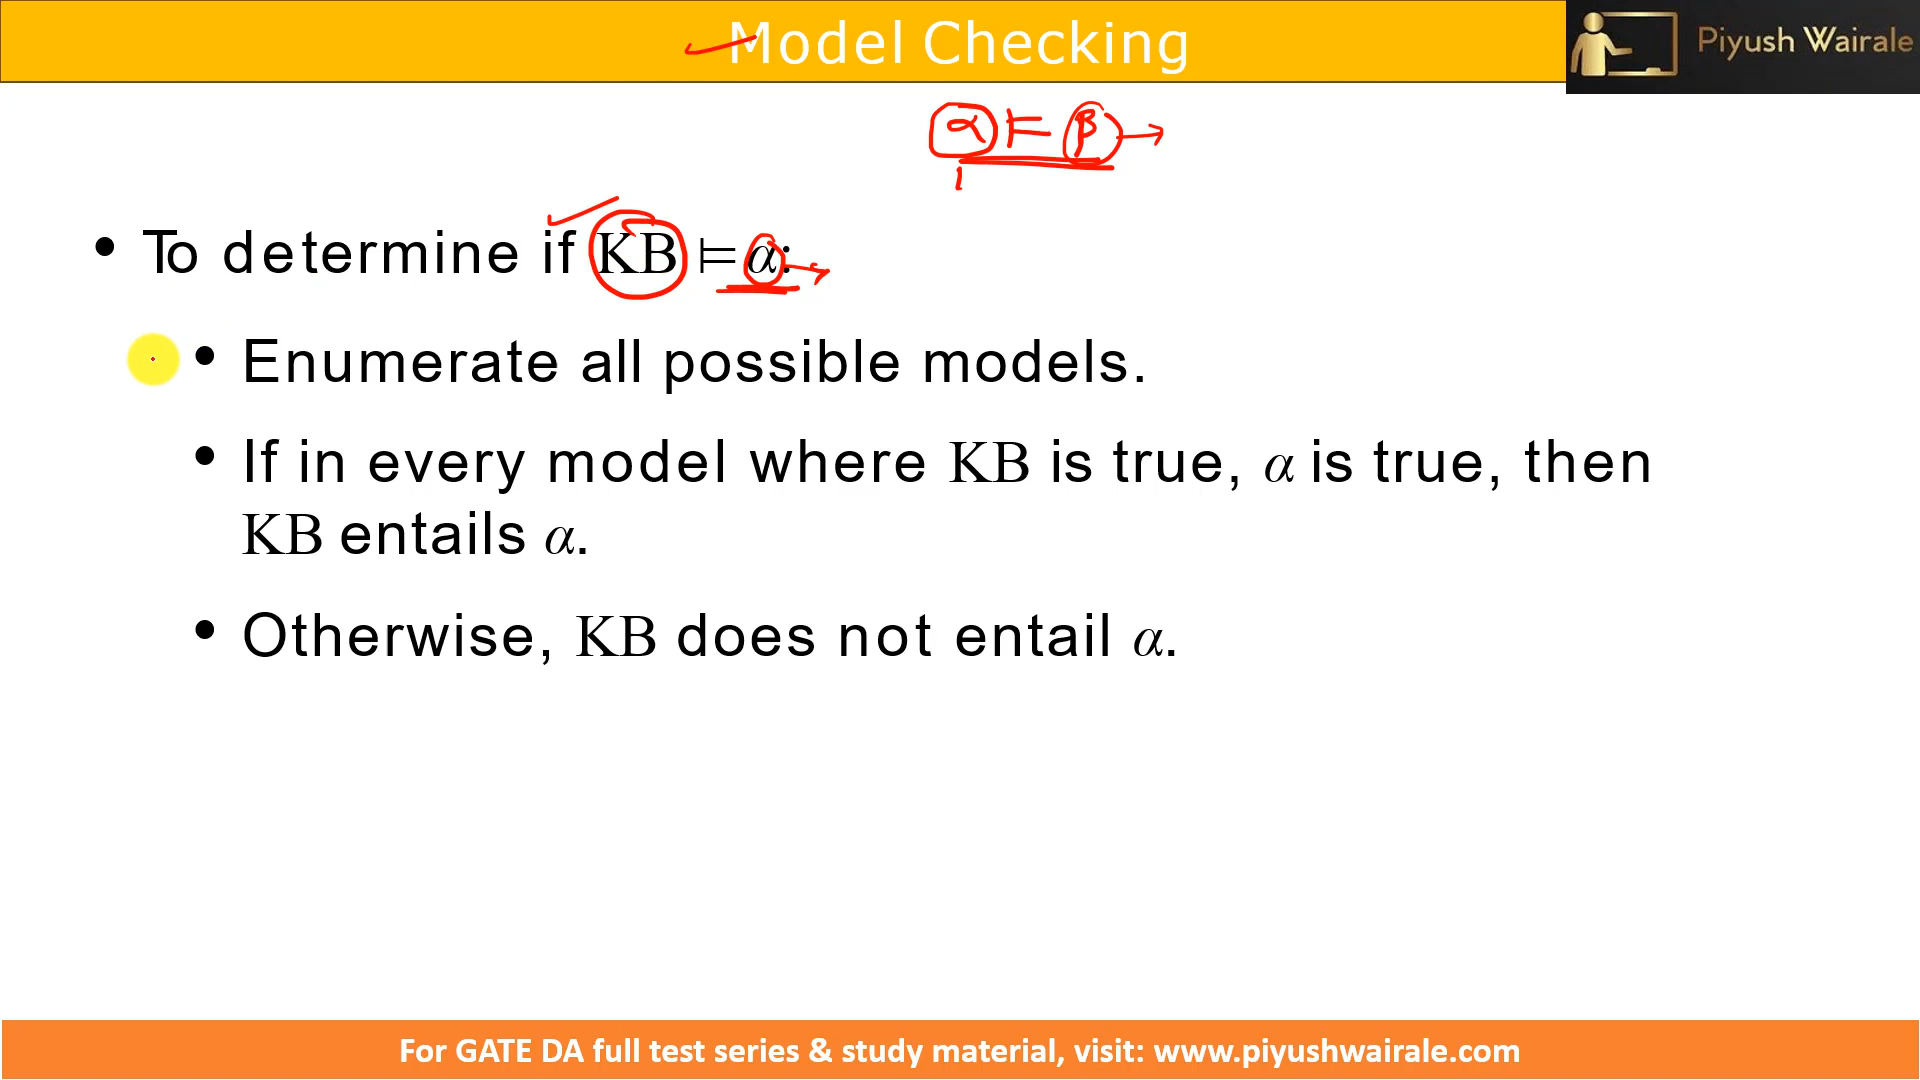 Model Checking
Piyush Wairale
α ⊨ β →
• To determine if KB ⊨ α:
• Enumerate all possible models.
• If in every model where KB is true, α is true, then
KB entails α.
• Otherwise, KB does not entail α.
For GATE DA full test series & study material, visit: www.piyushwairale.com